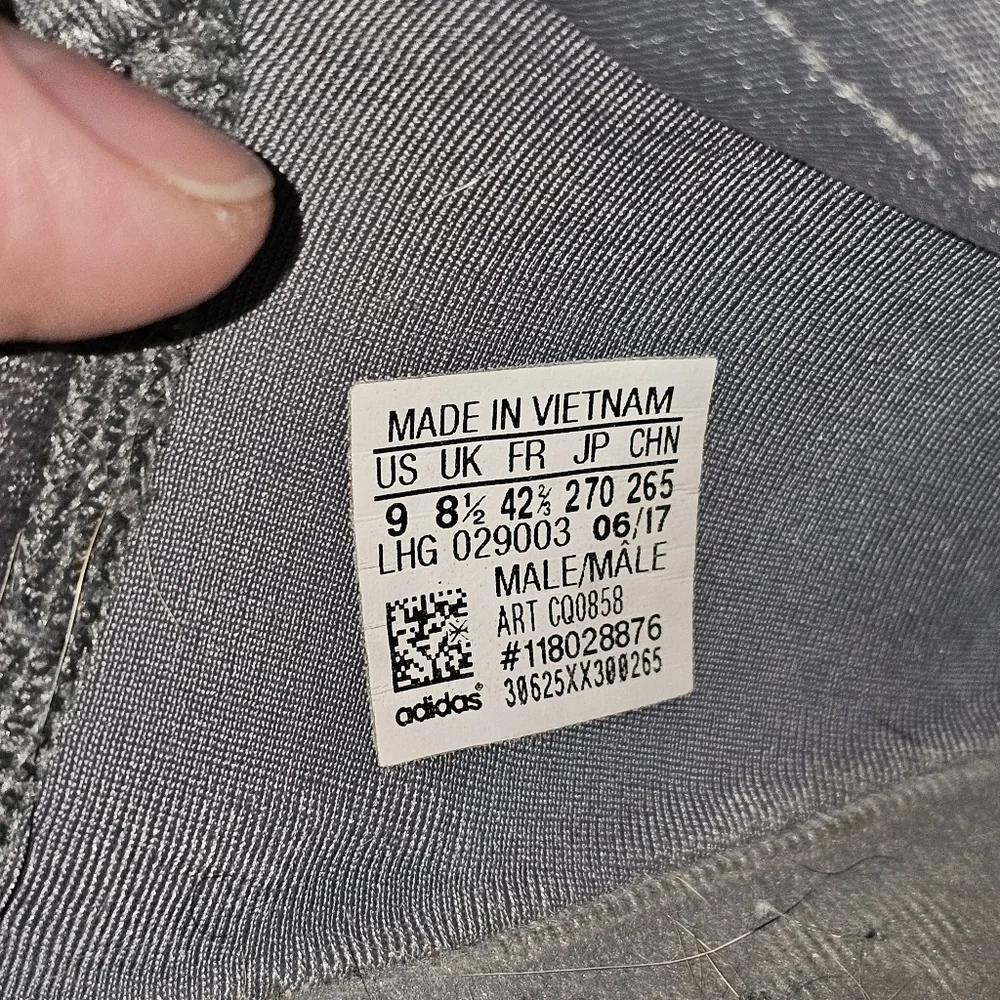 MADE IN VIETNAM
US UK FR JP CHN
9 8½ 42⅔ 270 265
LHG 029003 06/17
MALE/MÂLE
ART CQ0858
#118028876
30625XX300265
adidas®